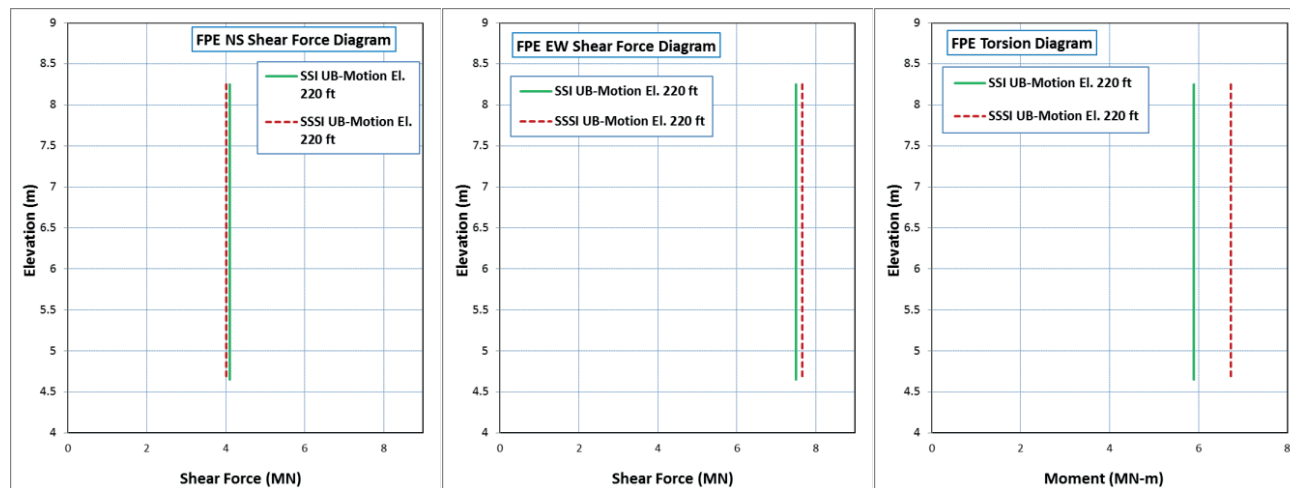 FPE NS Shear Force Diagram
SSI UB-Motion El.
220 ft
SSSI UB-Motion El.
220 ft
9
8.5
8
7.5
7
6.5
6
5.5
5
4.5
4
Elevation (m)
0 2 4 6 8
Shear Force (MN)
FPE EW Shear Force Diagram
SSI UB-Motion El. 220 ft
SSSI UB-Motion El. 220 ft
9
8.5
8
7.5
7
6.5
6
5.5
5
4.5
4
Elevation (m)
0 2 4 6 8
Shear Force (MN)
FPE Torsion Diagram
SSI UB-Motion El. 220 ft
SSSI UB-Motion El. 220 ft
9
8.5
8
7.5
7
6.5
6
5.5
5
4.5
4
Elevation (m)
0 2 4 6 8
Moment (MN-m)